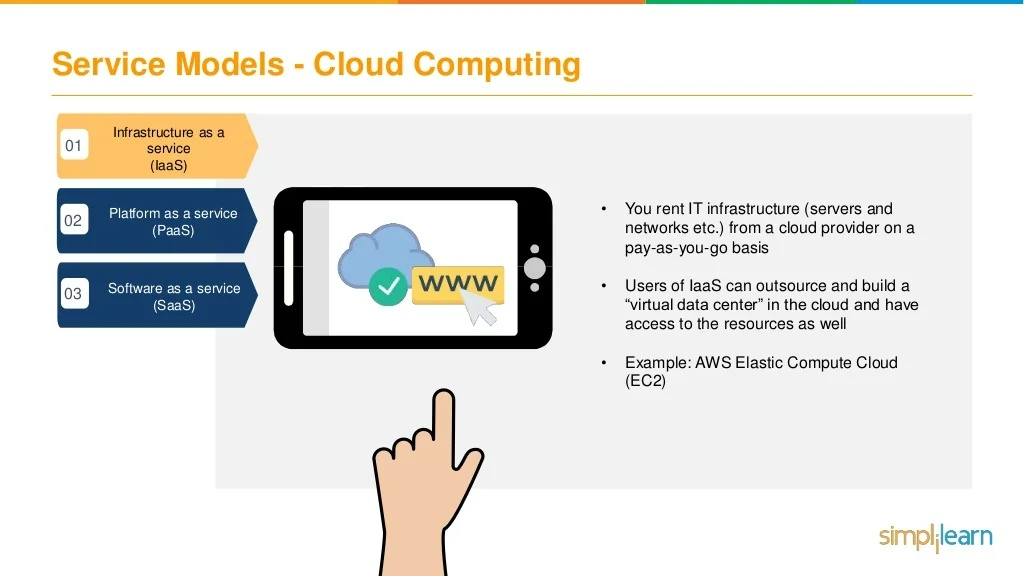 Service Models - Cloud Computing
01
Infrastructure as a
service
(IaaS)
02
Platform as a service
(PaaS)
03
Software as a service
(SaaS)
www
• You rent IT infrastructure (servers and
networks etc.) from a cloud provider on a
pay-as-you-go basis
• Users of IaaS can outsource and build a
“virtual data center” in the cloud and have
access to the resources as well
• Example: AWS Elastic Compute Cloud
(EC2)
simplilearn